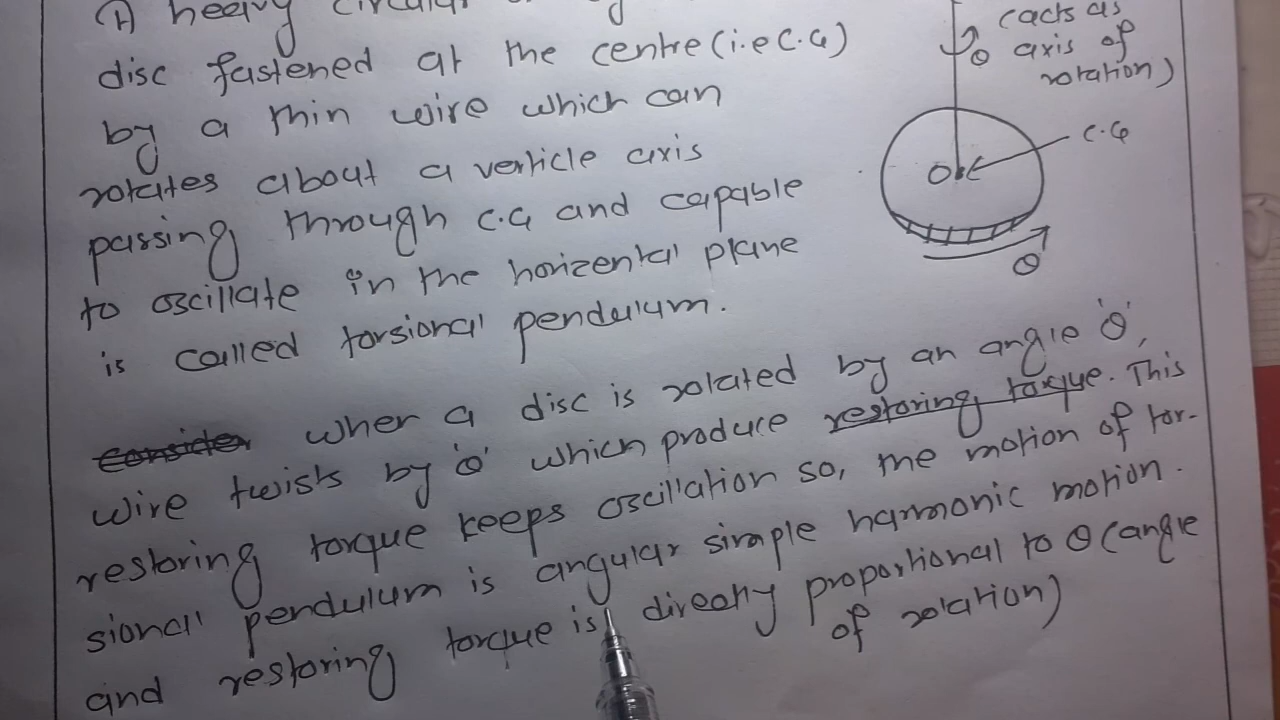 A heavy circular
disc fastened at the centre (i.e C.G)
by a thin wire which can
rotates about a verticle axis
passing through C.G and capable
to oscillate in the horizental plane
is called torsional pendulum.
(acts as
axis of
rotation)
θ
C.G
θ
when a disc is rotated by an angle 'θ',
wire twists by 'θ' which produce restoring torque. This
restoring torque keeps oscillation so, the motion of tor-
sional pendulum is angular simple harmonic motion.
and restoring torque is directly proportional to θ (angle
of rotation)